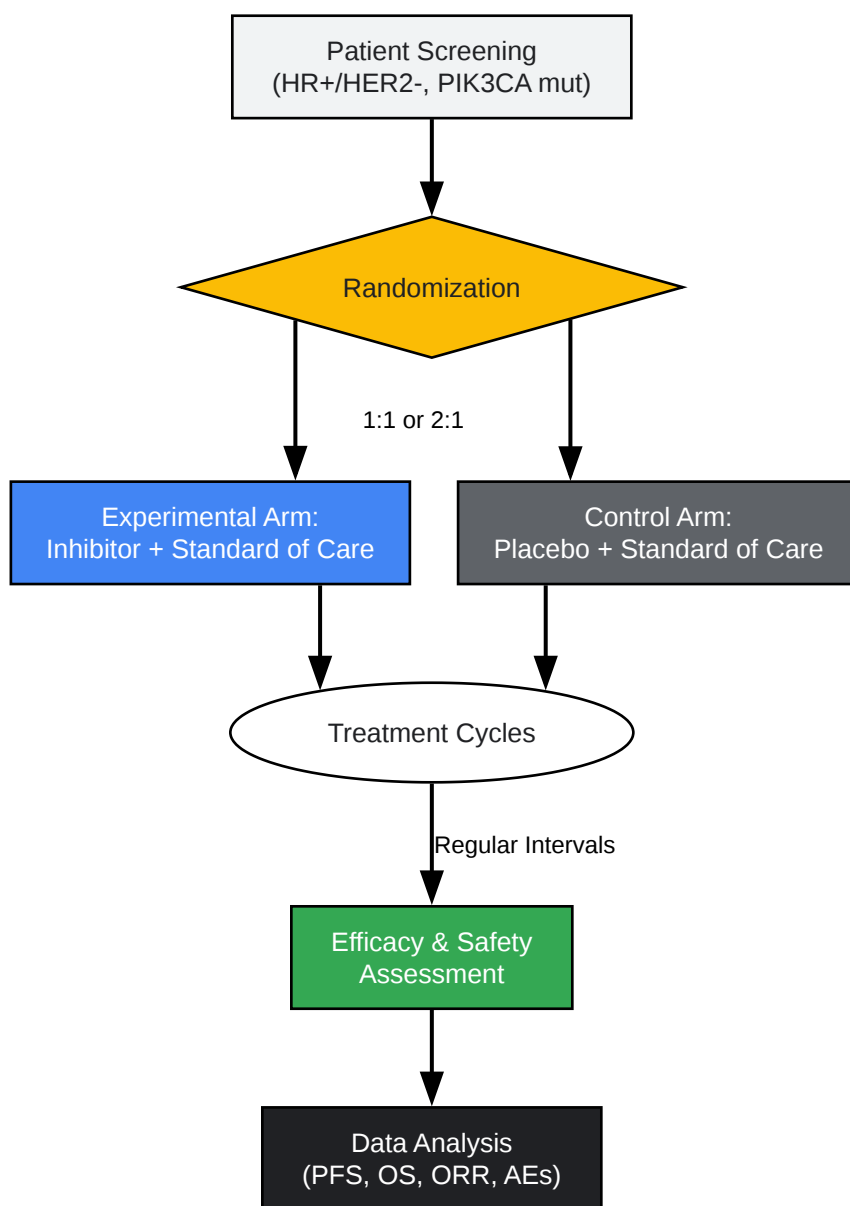 Patient Screening
(HR+/HER2-, PIK3CA mut)
Randomization
1:1 or 2:1
Experimental Arm:
Inhibitor + Standard of Care
Control Arm:
Placebo + Standard of Care
Treatment Cycles
Regular Intervals
Efficacy & Safety
Assessment
Data Analysis
(PFS, OS, ORR, AEs)